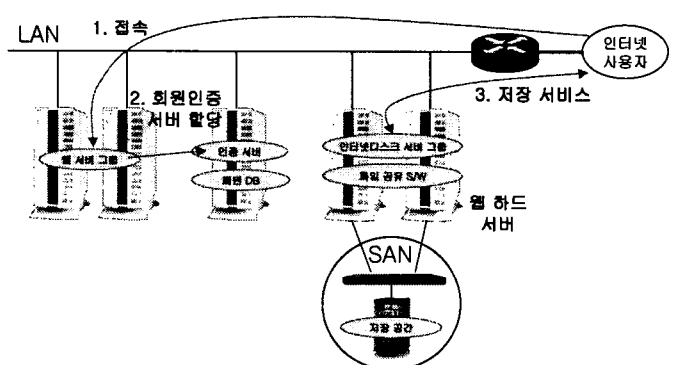 LAN
1. 접속
인터넷
사용자
2. 회원인증
서버 할당
3. 저장 서비스
웹 서버 그룹
인증 서버
인터넷디스크 서버 그룹
회원 DB
파일 공유 S/W
웹 하드
서버
SAN
저장 공간